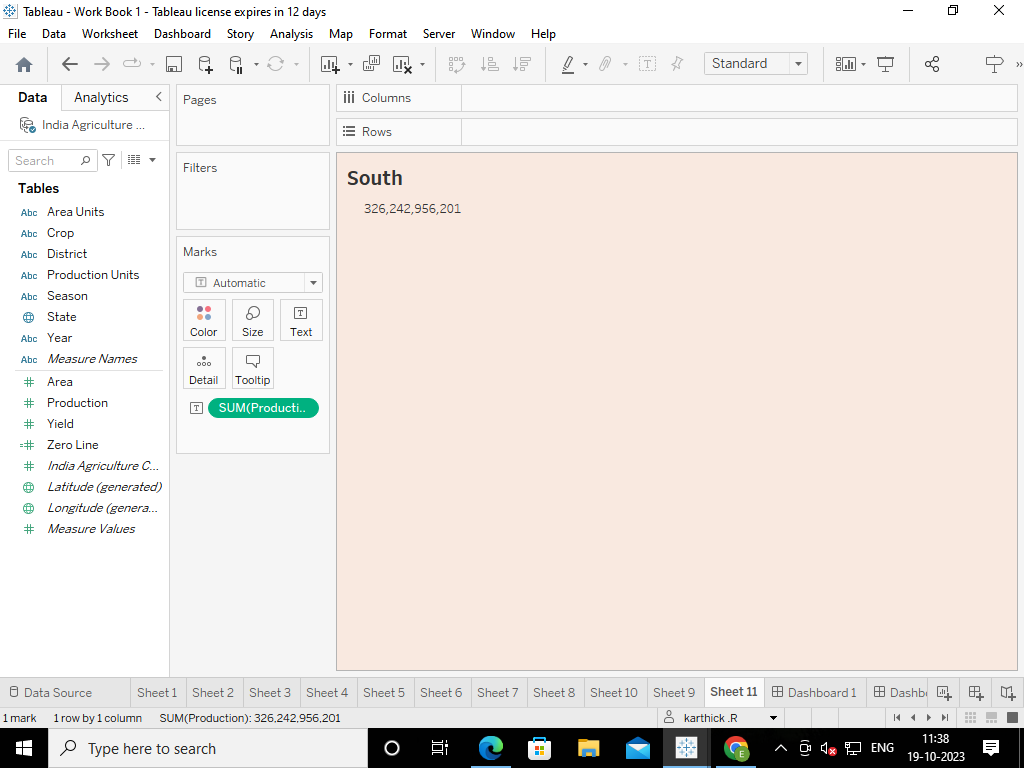 Tableau - Work Book 1 - Tableau license expires in 12 days
File Data Worksheet Dashboard Story Analysis Map Format Server Window Help
Standard
Data Analytics
India Agriculture ...
Search
Tables
Abc Area Units
Abc Crop
Abc District
Abc Production Units
Abc Season
State
Abc Year
Abc Measure Names
Area
Production
Yield
Zero Line
India Agriculture C...
Latitude (generated)
Longitude (genera...
Measure Values
Pages
Filters
Marks
Automatic
Color Size Text
Detail Tooltip
SUM(Producti..
Columns
Rows
South
326,242,956,201
Data Source Sheet 1 Sheet 2 Sheet 3 Sheet 4 Sheet 5 Sheet 6 Sheet 7 Sheet 8 Sheet 10 Sheet 9 Sheet 11 Dashboard 1 Dashb
1 mark 1 row by 1 column SUM(Production): 326,242,956,201 karthick .R
Type here to search
E
ENG
11:38
19-10-2023